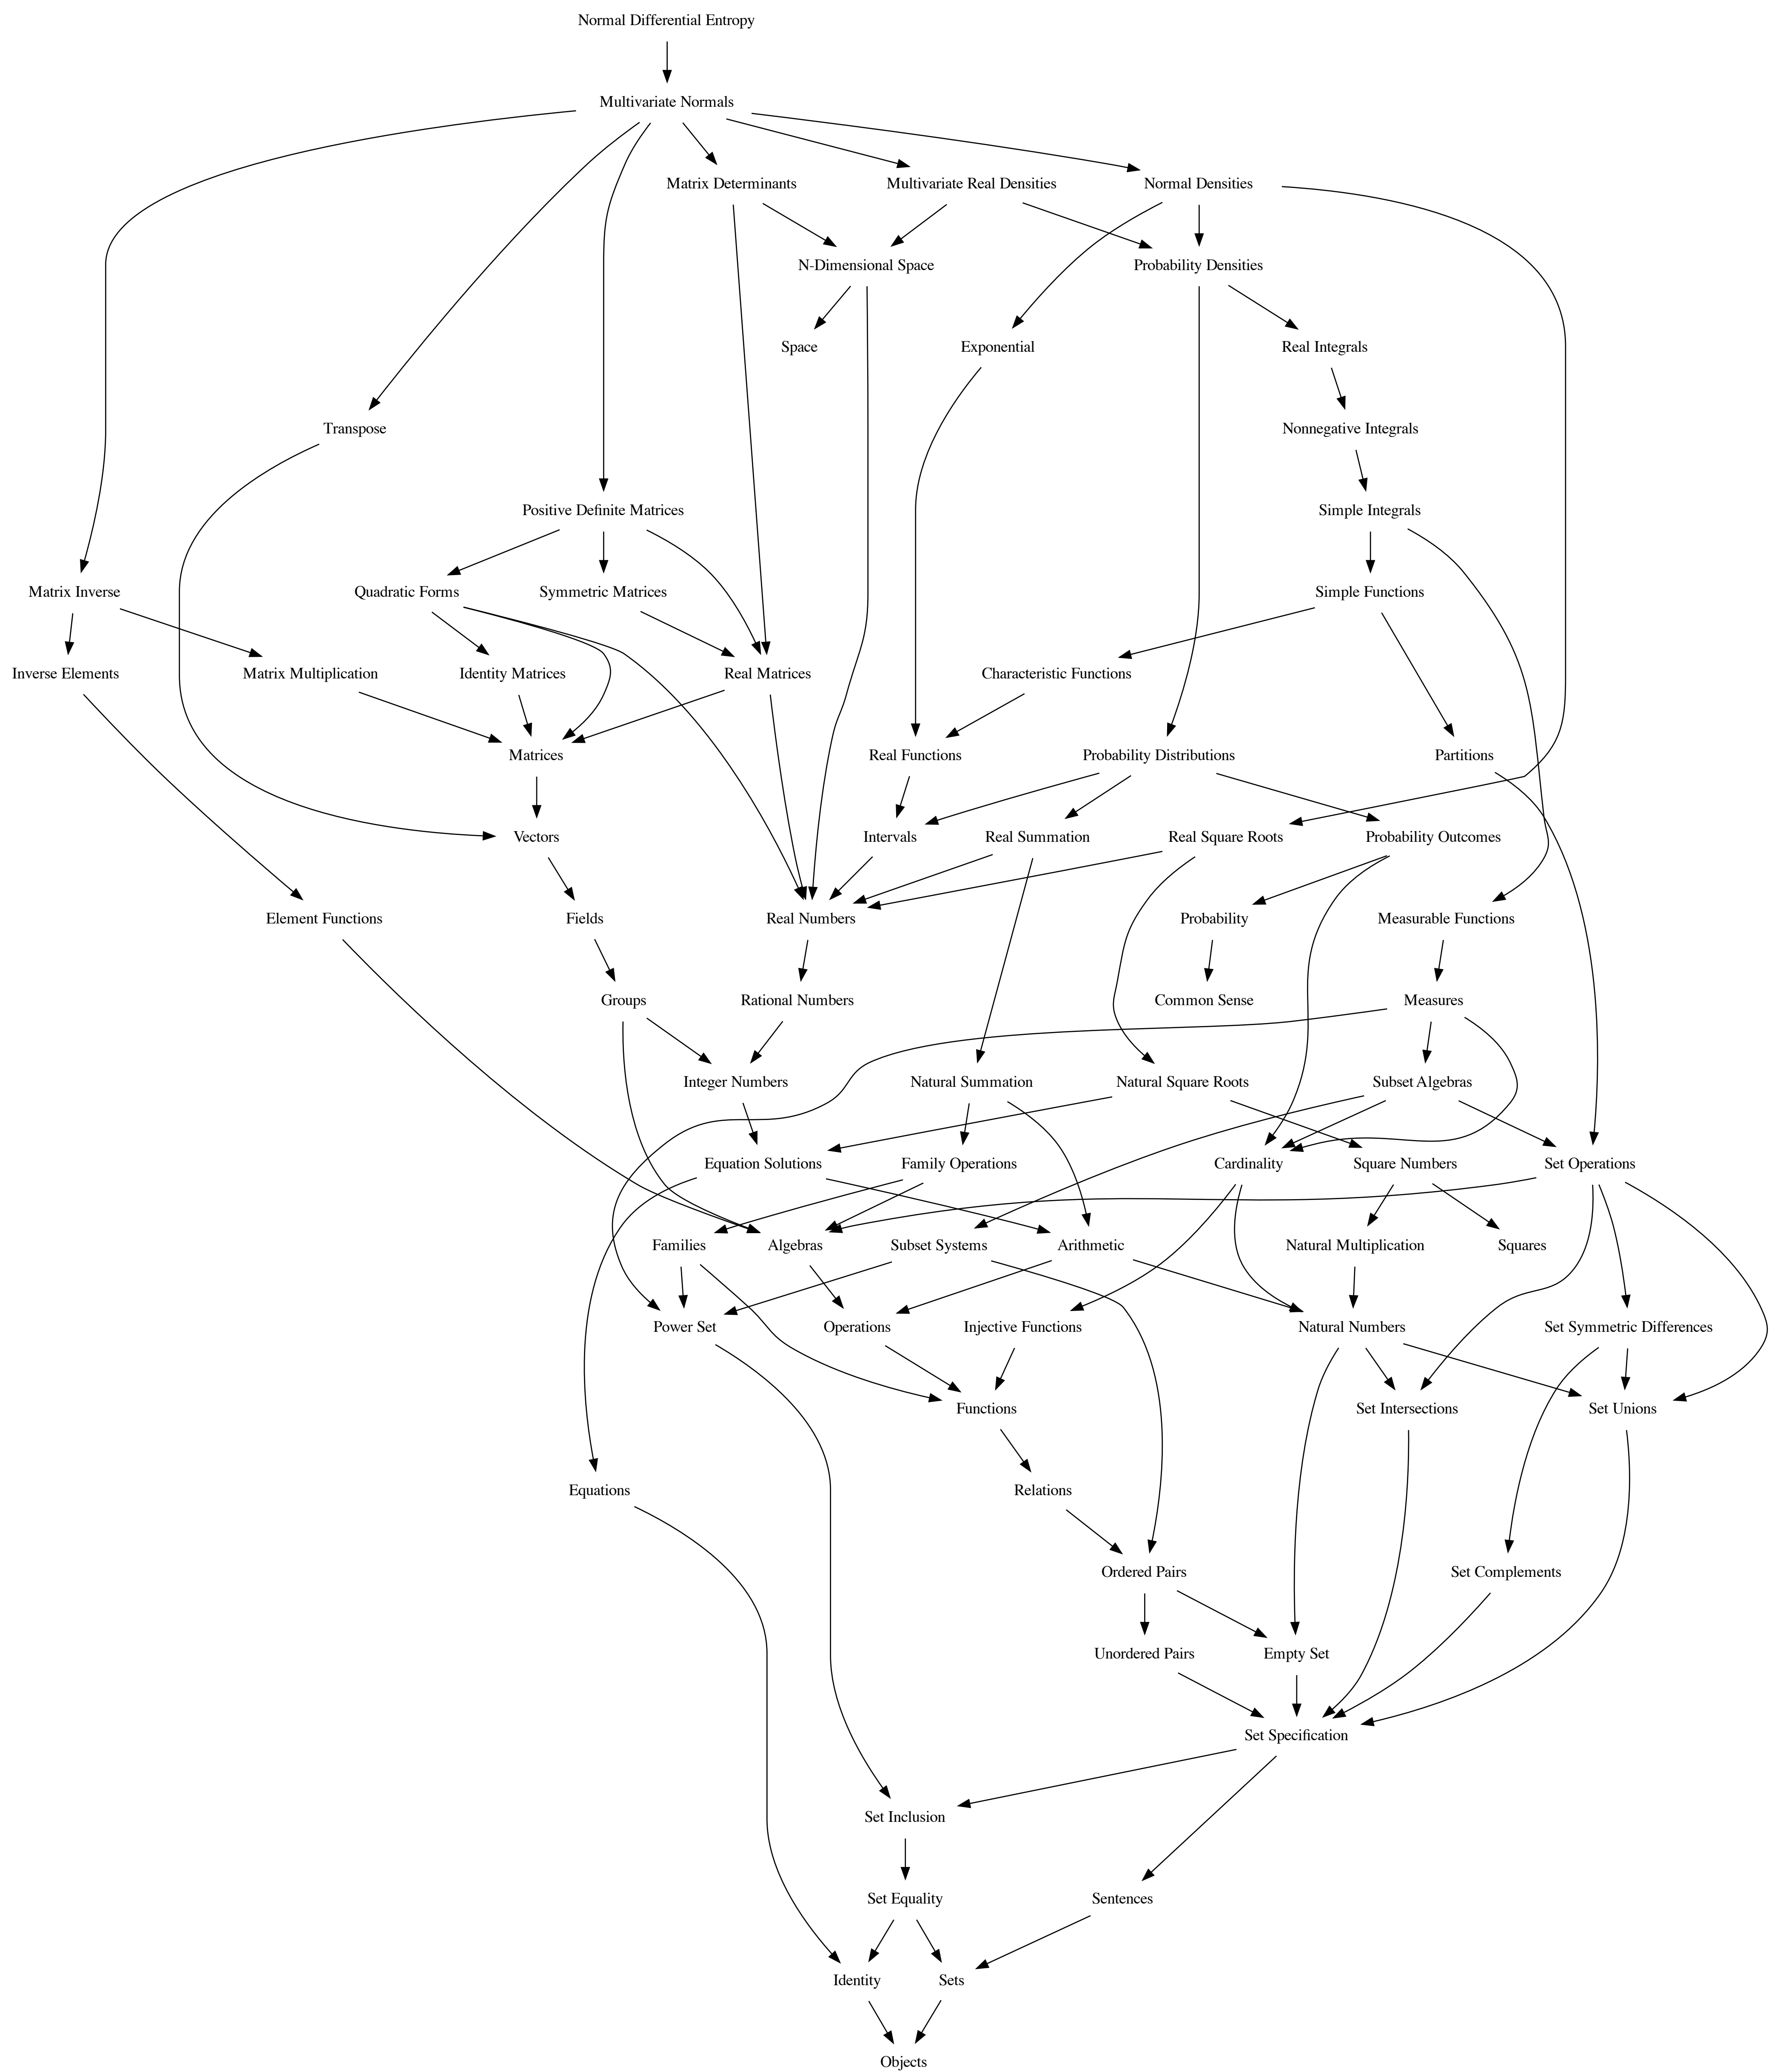 Normal Differential Entropy
Multivariate Normals
Matrix Determinants
Multivariate Real Densities
Normal Densities
N-Dimensional Space
Probability Densities
Space
Exponential
Real Integrals
Transpose
Nonnegative Integrals
Positive Definite Matrices
Simple Integrals
Matrix Inverse
Quadratic Forms
Symmetric Matrices
Simple Functions
Inverse Elements
Matrix Multiplication
Identity Matrices
Real Matrices
Characteristic Functions
Matrices
Real Functions
Probability Distributions
Partitions
Vectors
Intervals
Real Summation
Real Square Roots
Probability Outcomes
Element Functions
Fields
Real Numbers
Probability
Measurable Functions
Groups
Rational Numbers
Common Sense
Measures
Integer Numbers
Natural Summation
Natural Square Roots
Subset Algebras
Equation Solutions
Family Operations
Cardinality
Square Numbers
Set Operations
Families
Algebras
Subset Systems
Arithmetic
Natural Multiplication
Squares
Power Set
Operations
Injective Functions
Natural Numbers
Set Symmetric Differences
Functions
Set Intersections
Set Unions
Equations
Relations
Ordered Pairs
Set Complements
Unordered Pairs
Empty Set
Set Specification
Set Inclusion
Set Equality
Sentences
Identity
Sets
Objects